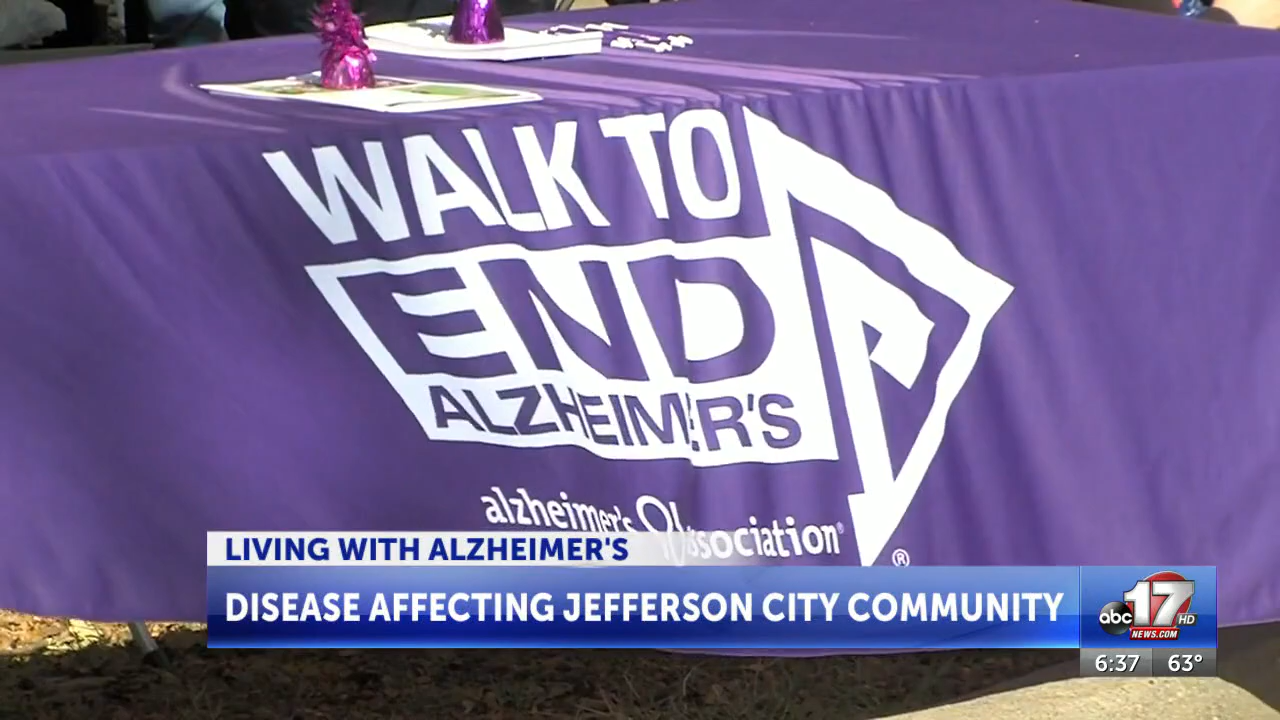 WALK TO
END
ALZHEIMER'S
alzheimer's association®
®
LIVING WITH ALZHEIMER'S
DISEASE AFFECTING JEFFERSON CITY COMMUNITY
abc 17 HD
NEWS.COM
6:37 63°